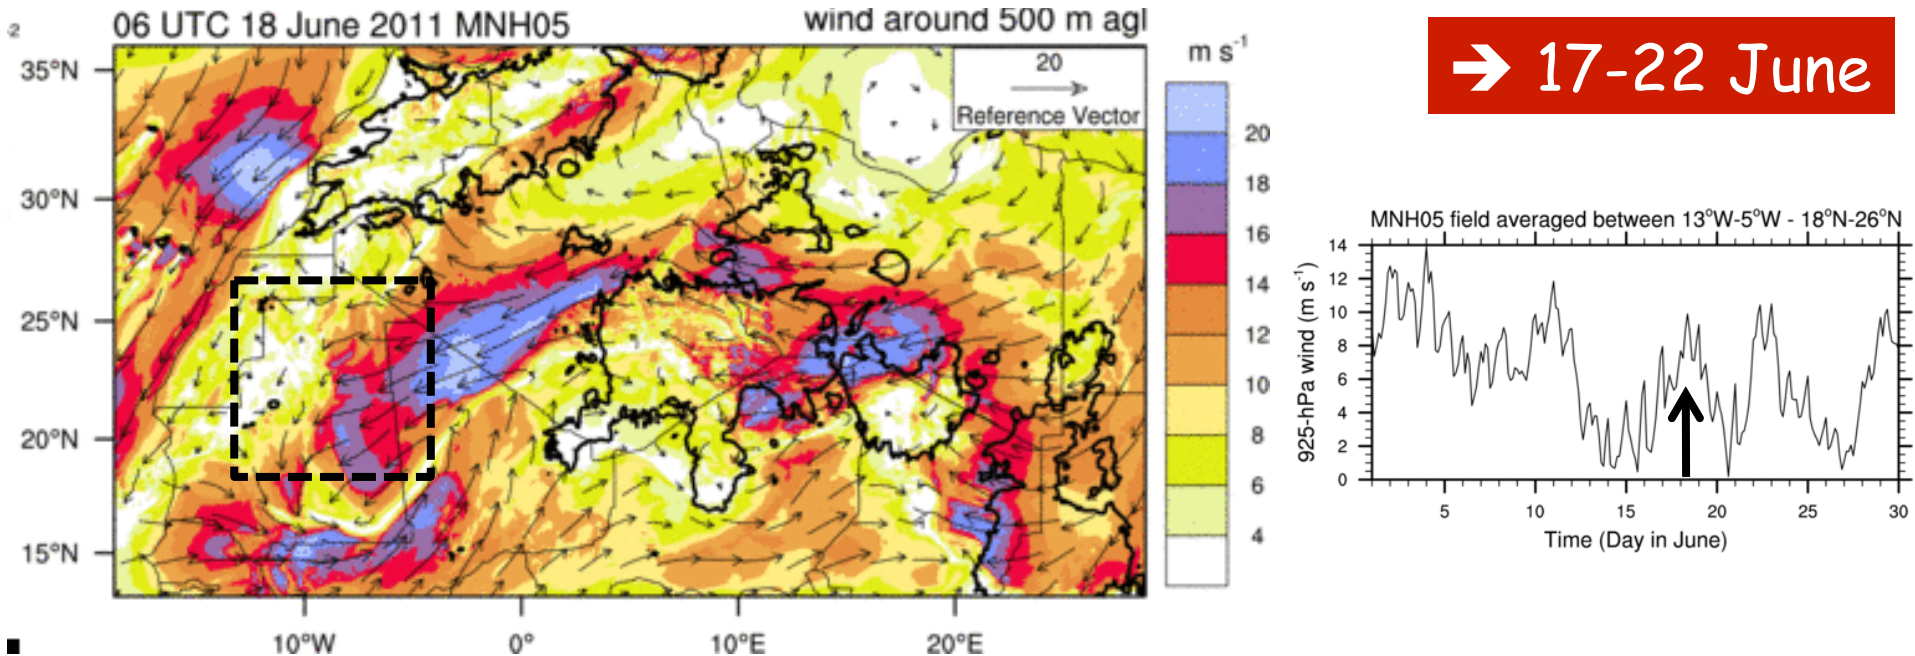 -2
06 UTC 18 June 2011 MNH05
wind around 500 m agl
20
Reference Vector
35°N
30°N
25°N
20°N
15°N
10°W
0°
10°E
20°E
m s⁻¹
20
18
16
14
12
10
8
6
4
➔ 17-22 June
MNH05 field averaged between 13°W-5°W - 18°N-26°N
925-hPa wind (m s⁻¹)
14
12
10
8
6
4
2
0
5
10
15
20
25
30
Time (Day in June)